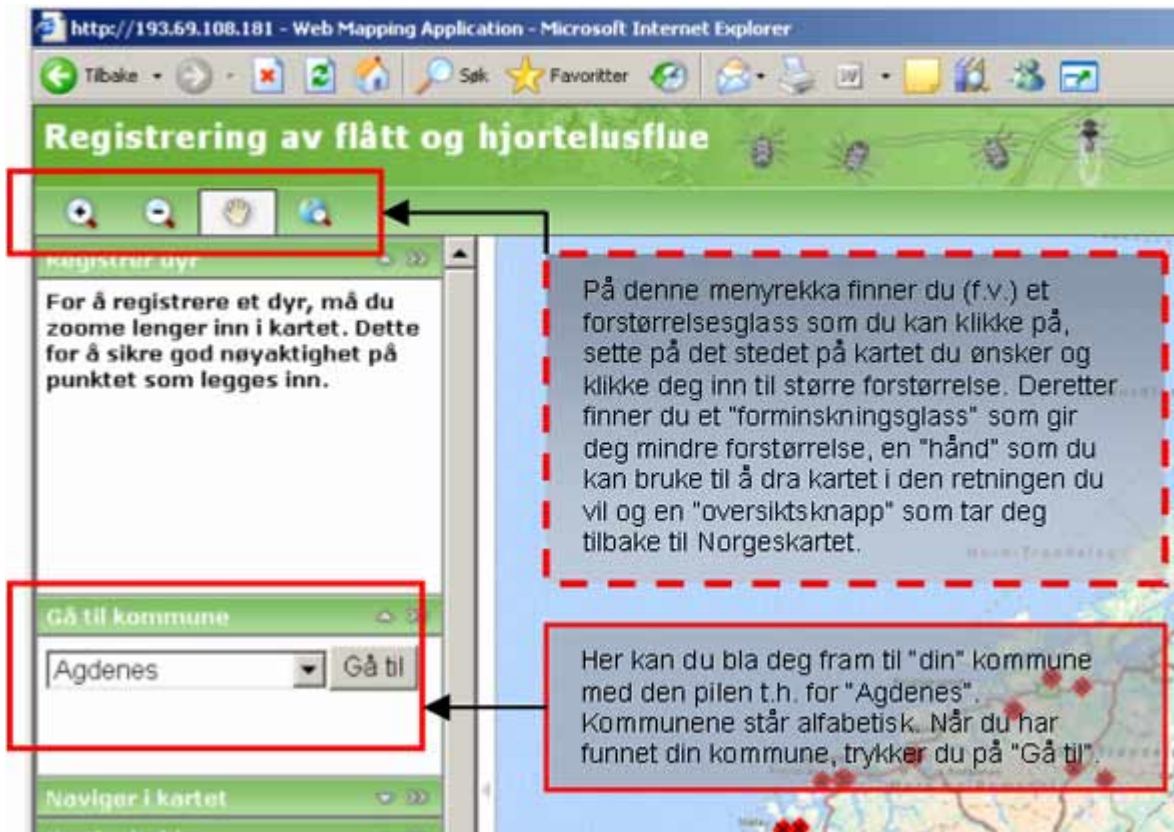 http://193.69.108.181 - Web Mapping Application - Microsoft Internet Explorer
Tilbake Søk Favoritter
Registrering av flått og hjortelusflue
Registrer dyr
For å registrere et dyr, må du
zoome lenger inn i kartet. Dette
for å sikre god nøyaktighet på
punktet som legges inn.
På denne menyrekka finner du (f.v.) et
forstørrelsesglass som du kan klikke på,
sette på det stedet på kartet du ønsker og
klikke deg inn til større forstørrelse. Deretter
finner du et "forminskningsglass" som gir
deg mindre forstørrelse, en "hånd" som du
kan bruke til å dra kartet i den retningen du
vil og en "oversiktsknapp" som tar deg
tilbake til Norgeskartet.
Gå til kommune
Agdenes Gå til
Her kan du bla deg fram til "din" kommune
med den pilen t.h. for "Agdenes".
Kommunene står alfabetisk. Når du har
funnet din kommune, trykker du på "Gå til".
Naviger i kartet